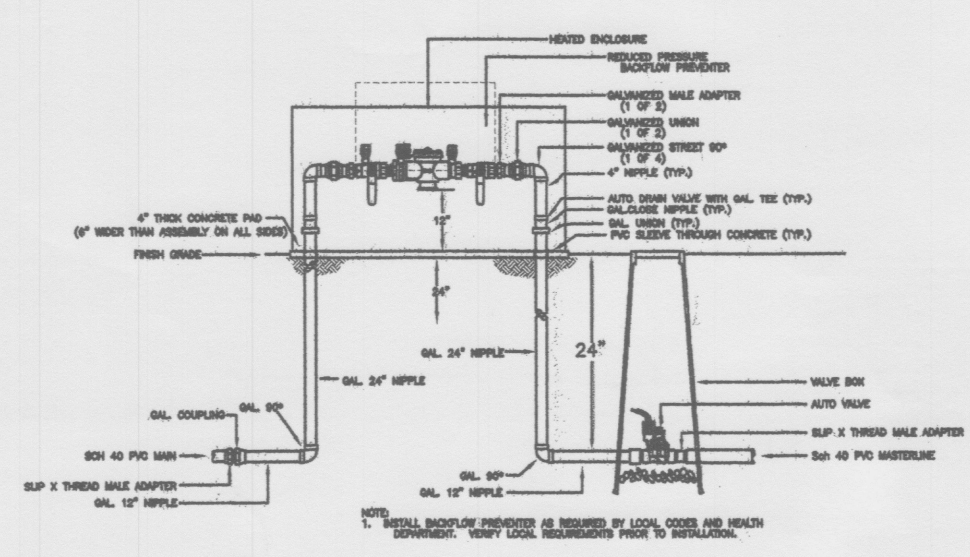 HEATED ENCLOSURE
REDUCED PRESSURE
BACKFLOW PREVENTER
GALVANIZED MALE ADAPTER
(1 OF 2)
GALVANIZED UNION
(1 OF 2)
GALVANIZED STREET 90º
(1 OF 4)
4" NIPPLE (TYP.)
AUTO DRAIN VALVE WITH GAL. TEE (TYP.)
GAL.CLOSE NIPPLE (TYP.)
GAL. UNION (TYP.)
PVC SLEEVE THROUGH CONCRETE (TYP.)
4" THICK CONCRETE PAD
(6" WIDER THAN ASSEMBLY ON ALL SIDES)
FINISH GRADE
12"
24"
24"
GAL. 24" NIPPLE
GAL. 24" NIPPLE
VALVE BOX
AUTO VALVE
SLIP X THREAD MALE ADAPTER
Sch 40 PVC MASTERLINE
GAL. COUPLING
GAL. 90º
SCH 40 PVC MAIN
SLIP X THREAD MALE ADAPTER
GAL. 12" NIPPLE
GAL. 90º
GAL. 12" NIPPLE
NOTE:
1. INSTALL BACKFLOW PREVENTER AS REQUIRED BY LOCAL CODES AND HEALTH
DEPARTMENT. VERIFY LOCAL REQUIREMENTS PRIOR TO INSTALLATION.